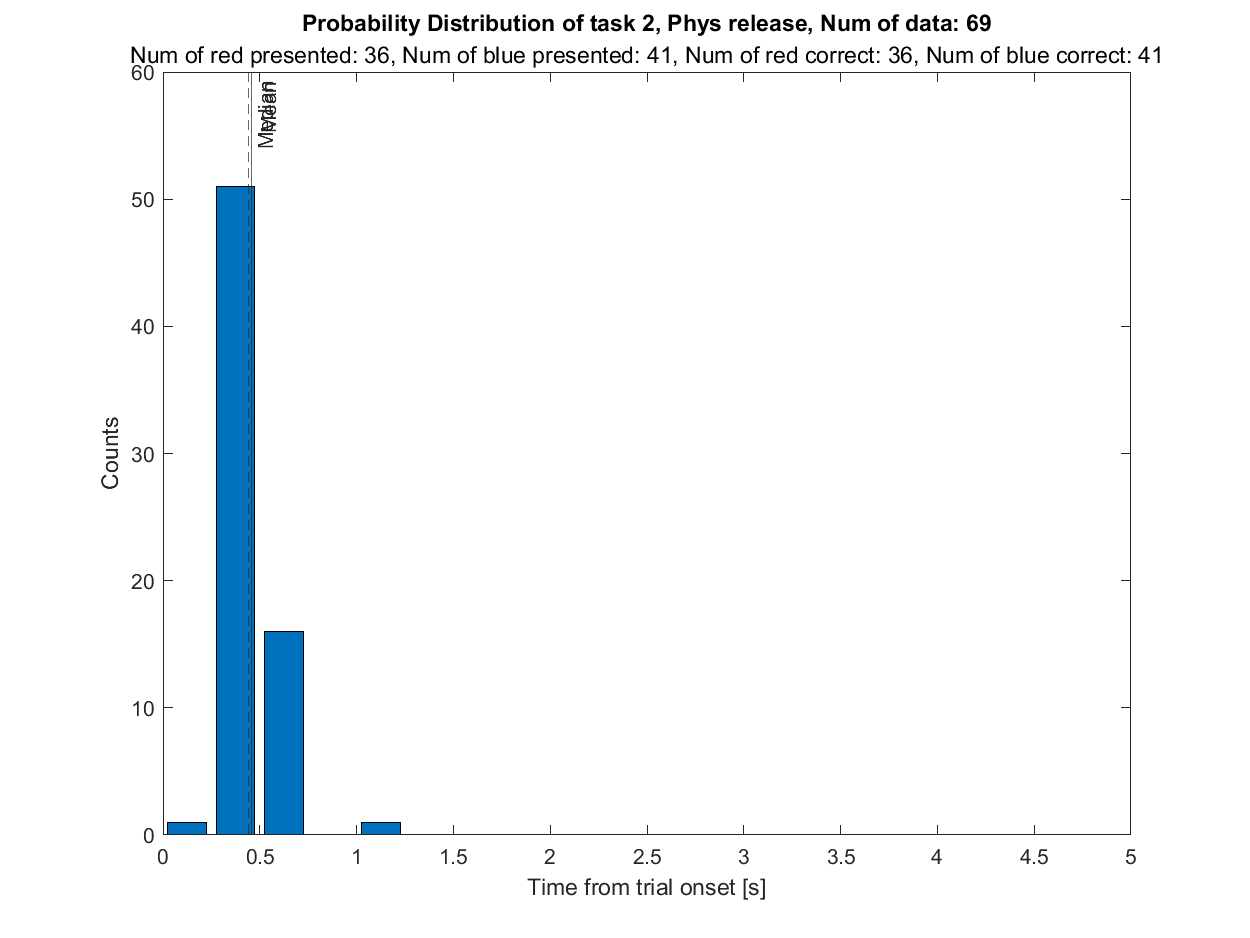 Probability Distribution of task 2, Phys release, Num of data: 69
Num of red presented: 36, Num of blue presented: 41, Num of red correct: 36, Num of blue correct: 41
Median
Mean
60
50
40
30
20
10
0
Counts
0 0.5 1 1.5 2 2.5 3 3.5 4 4.5 5
Time from trial onset [s]